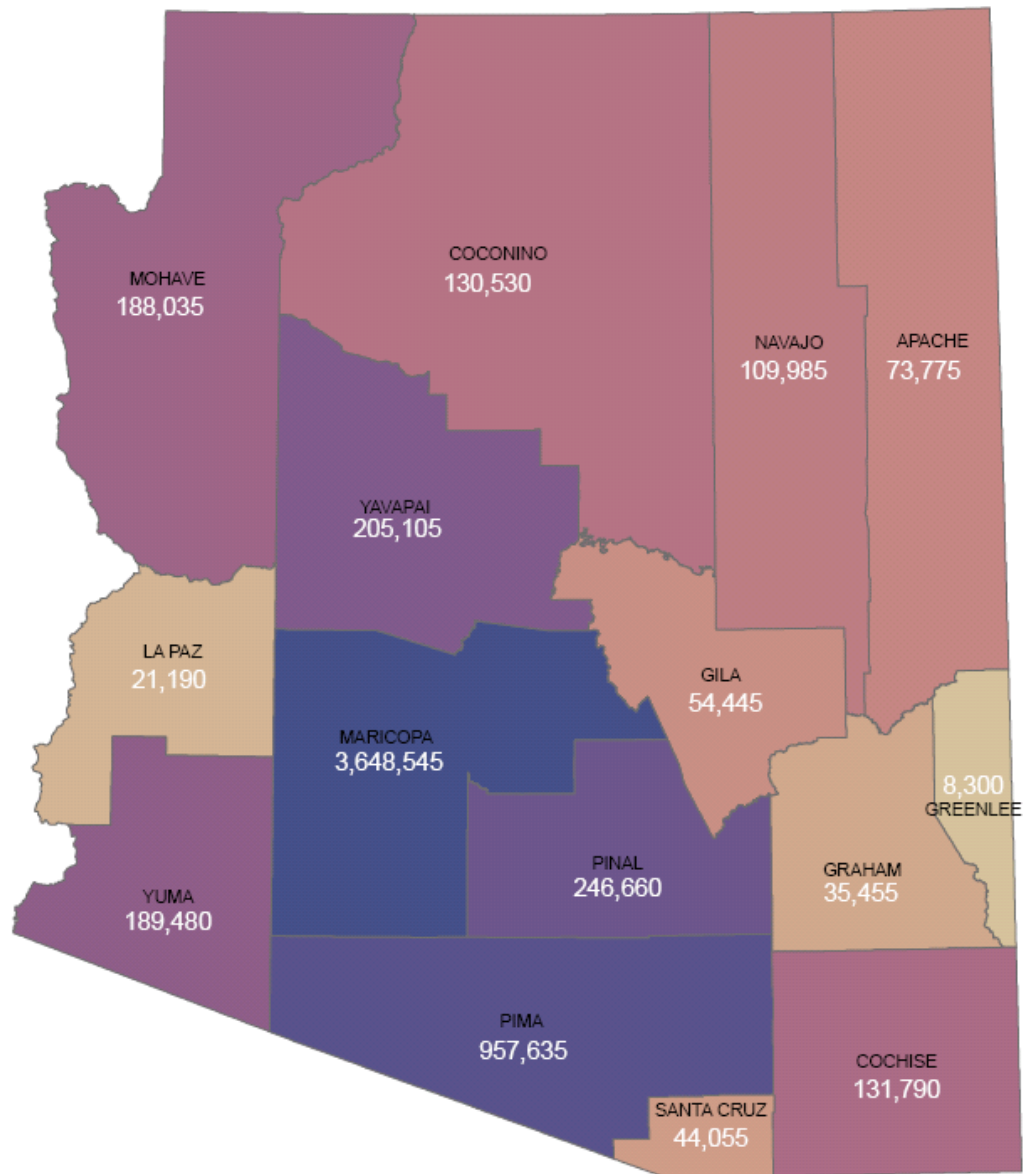 COCONINO
130,530
MOHAVE
188,035
NAVAJO
109,985
APACHE
73,775
YAVAPAI
205,105
LA PAZ
21,190
GILA
54,445
MARICOPA
3,648,545
8,300
GREENLEE
PINAL
246,660
GRAHAM
35,455
YUMA
189,480
PIMA
957,635
COCHISE
131,790
SANTA CRUZ
44,055